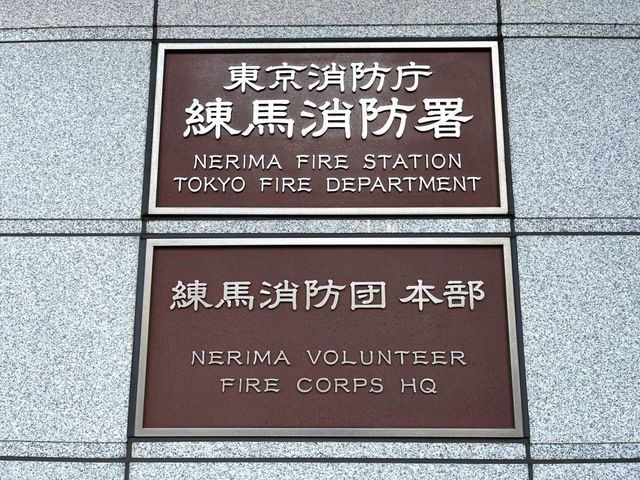 東京消防庁
練馬消防署
NERIMA FIRE STATION
TOKYO FIRE DEPARTMENT
練馬消防団 本部
NERIMA VOLUNTEER
FIRE CORPS HQ